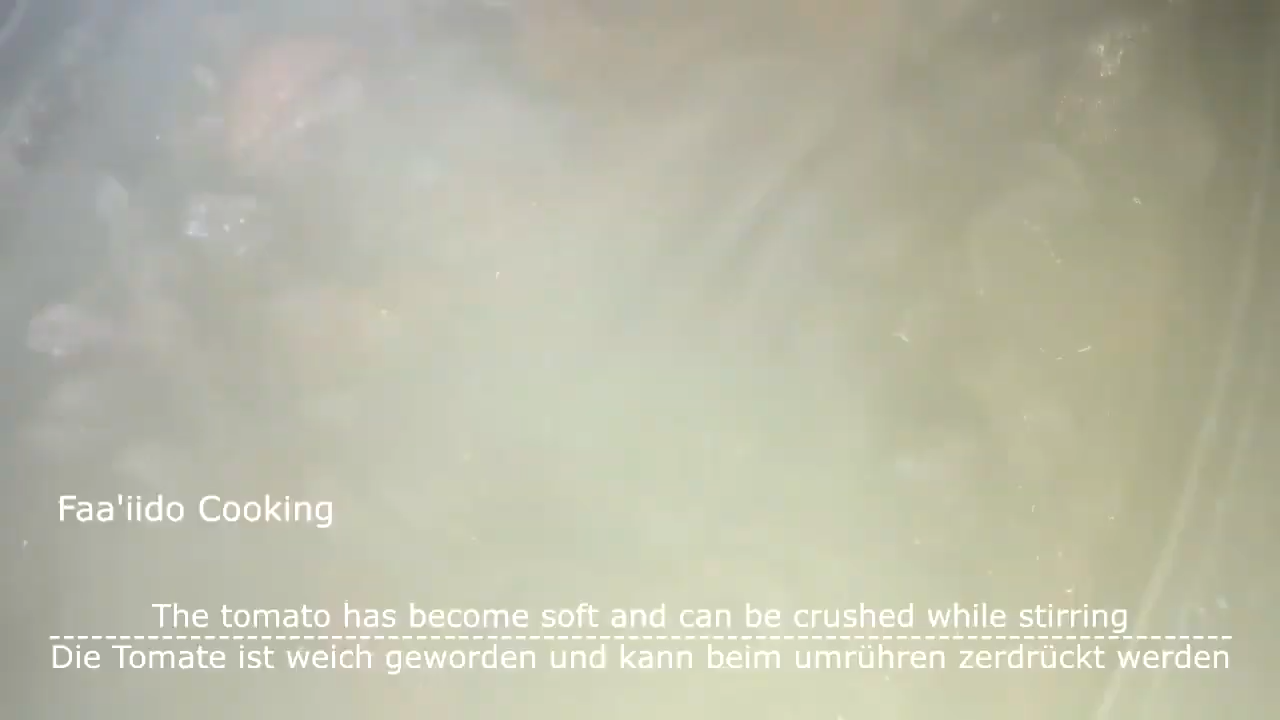 Faa'iido Cooking
The tomato has become soft and can be crushed while stirring
Die Tomate ist weich geworden und kann beim umrühren zerdrückt werden